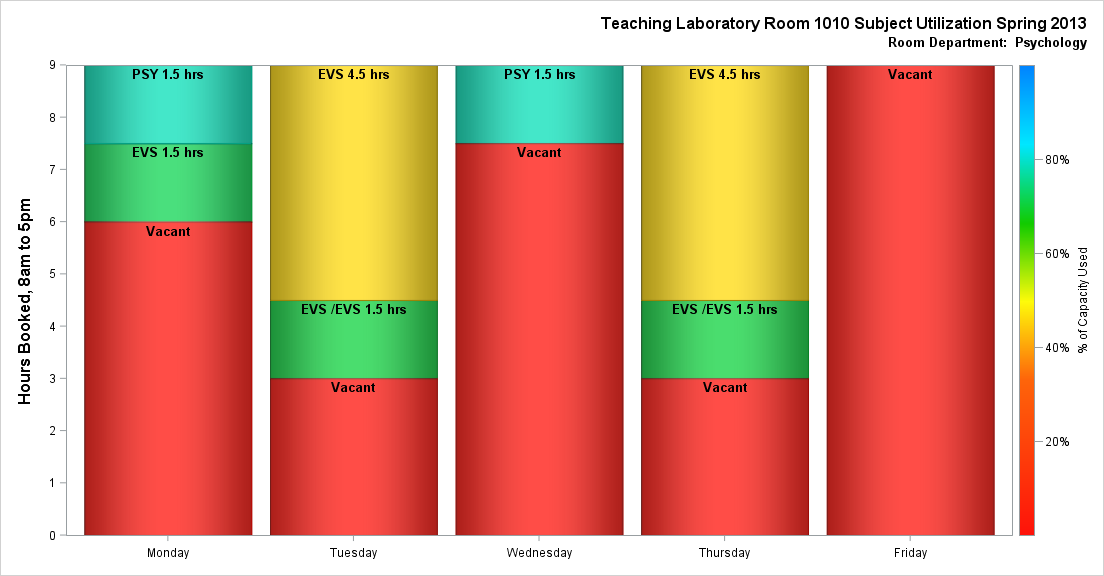 Teaching Laboratory Room 1010 Subject Utilization Spring 2013
Room Department: Psychology
Hours Booked, 8am to 5pm
9
8
7
6
5
4
3
2
1
0
PSY 1.5 hrs
EVS 1.5 hrs
Vacant
EVS 4.5 hrs
EVS /EVS 1.5 hrs
Vacant
PSY 1.5 hrs
Vacant
EVS 4.5 hrs
EVS /EVS 1.5 hrs
Vacant
Vacant
Monday
Tuesday
Wednesday
Thursday
Friday
80%
60%
40%
20%
% of Capacity Used